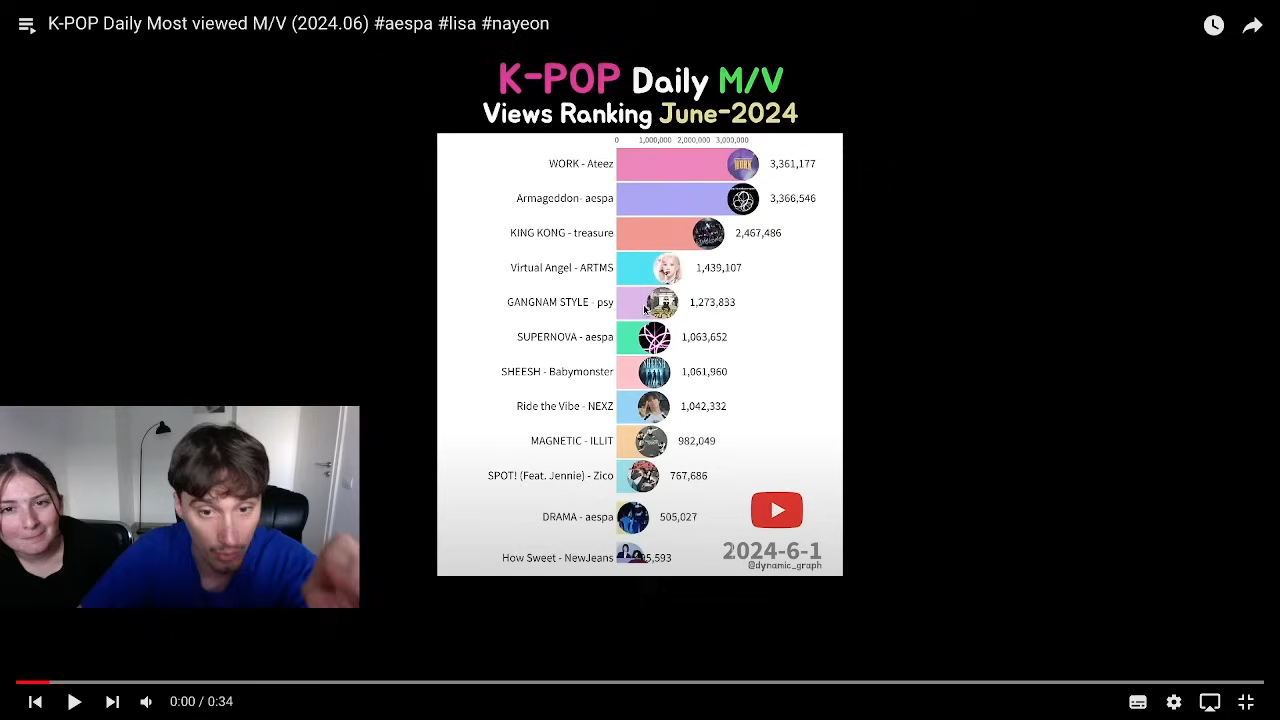 K-POP Daily Most viewed M/V (2024.06) #aespa #lisa #nayeon
K-POP Daily M/V
Views Ranking June-2024
0 1,000,000 2,000,000 3,000,000
WORK - Ateez 3,361,177
Armageddon- aespa 3,366,546
KING KONG - treasure 2,467,486
Virtual Angel - ARTMS 1,439,107
GANGNAM STYLE - psy 1,273,833
SUPERNOVA - aespa 1,063,652
SHEESH - Babymonster 1,061,960
Ride the Vibe - NEXZ 1,042,332
MAGNETIC - ILLIT 982,049
SPOT! (Feat. Jennie) - Zico 767,686
DRAMA - aespa 505,027
How Sweet - NewJeans
2024-6-1
@dynamic_graph
0:00 / 0:34